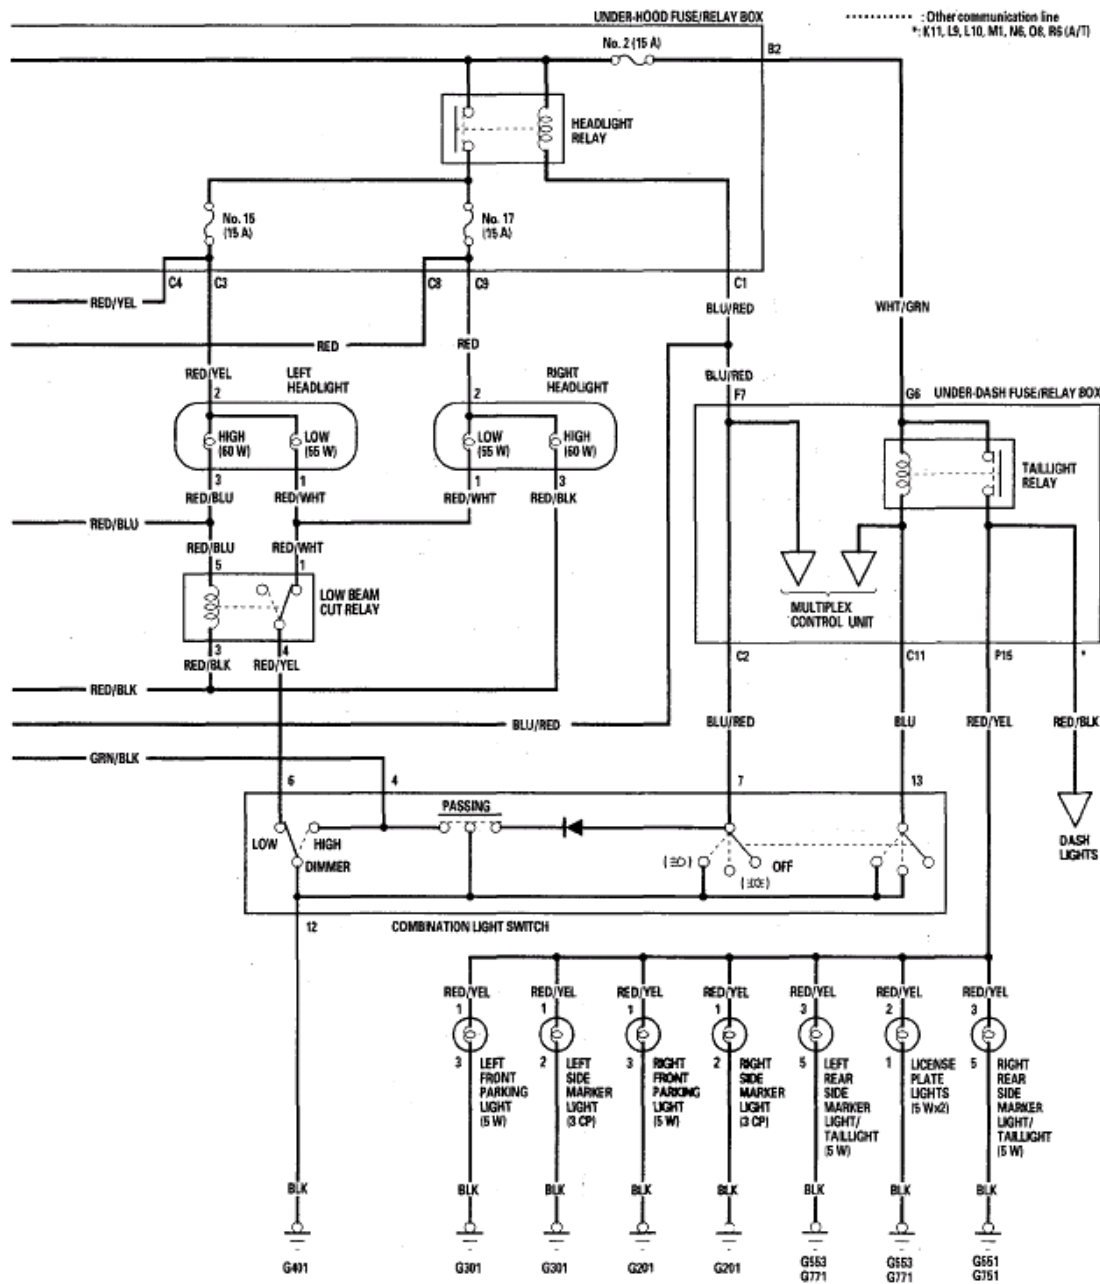 UNDER-HOOD FUSE/RELAY BOX
: Other communication line
*: K11, L9, L10, M1, N6, O8, R6 (A/T)
No. 2 (15 A)
B2
HEADLIGHT
RELAY
No. 15
(15 A)
No. 17
(15 A)
C4
C3
C8
C9
C1
RED/YEL
BLU/RED
WHT/GRN
RED
RED
RED/YEL
LEFT
HEADLIGHT
RIGHT
HEADLIGHT
BLU/RED
2
2
F7
G6
UNDER-DASH FUSE/RELAY BOX
HIGH
(60 W)
LOW
(55 W)
LOW
(55 W)
HIGH
(60 W)
TAILLIGHT
RELAY
3
1
1
3
RED/BLU
RED/WHT
RED/WHT
RED/BLK
RED/BLU
RED/BLU
RED/WHT
5
1
LOW BEAM
CUT RELAY
MULTIPLEX
CONTROL UNIT
3
4
C2
C11
P15
*
RED/BLK
RED/YEL
RED/BLK
BLU/RED
BLU/RED
BLU
RED/YEL
RED/BLK
GRN/BLK
6
4
7
13
PASSING
LOW
HIGH
DIMMER
OFF
DASH
LIGHTS
12
COMBINATION LIGHT SWITCH
RED/YEL
RED/YEL
RED/YEL
RED/YEL
RED/YEL
RED/YEL
RED/YEL
1
1
1
1
3
2
3
3
LEFT
FRONT
PARKING
LIGHT
(5 W)
2
LEFT
SIDE
MARKER
LIGHT
(3 CP)
3
RIGHT
FRONT
PARKING
LIGHT
(5 W)
2
RIGHT
SIDE
MARKER
LIGHT
(3 CP)
5
LEFT
REAR
SIDE
MARKER
LIGHT/
TAILLIGHT
(5 W)
1
LICENSE
PLATE
LIGHTS
(5 Wx2)
5
RIGHT
REAR
SIDE
MARKER
LIGHT/
TAILLIGHT
(5 W)
BLK
BLK
BLK
BLK
BLK
BLK
BLK
BLK
G401
G301
G301
G201
G201
G553
G771
G553
G771
G551
G751